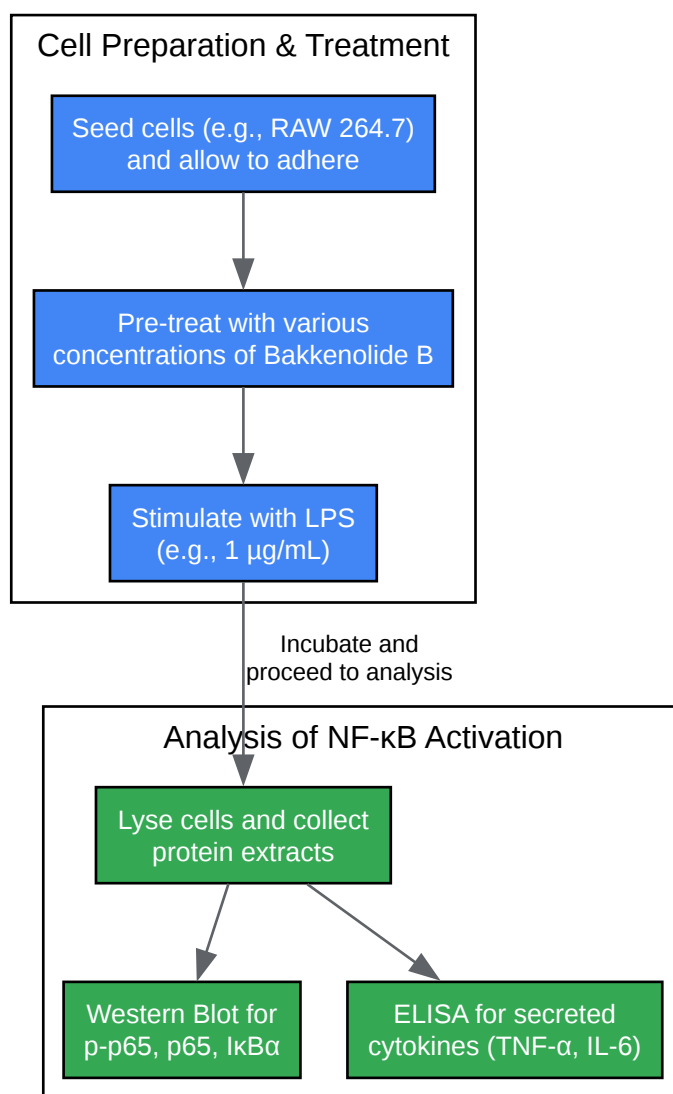 Cell Preparation & Treatment
Seed cells (e.g., RAW 264.7)
and allow to adhere
Pre-treat with various
concentrations of Bakkenolide B
Stimulate with LPS
(e.g., 1 µg/mL)
Incubate and
proceed to analysis
Analysis of NF-κB Activation
Lyse cells and collect
protein extracts
Western Blot for
p-p65, p65, IκBα
ELISA for secreted
cytokines (TNF-α, IL-6)